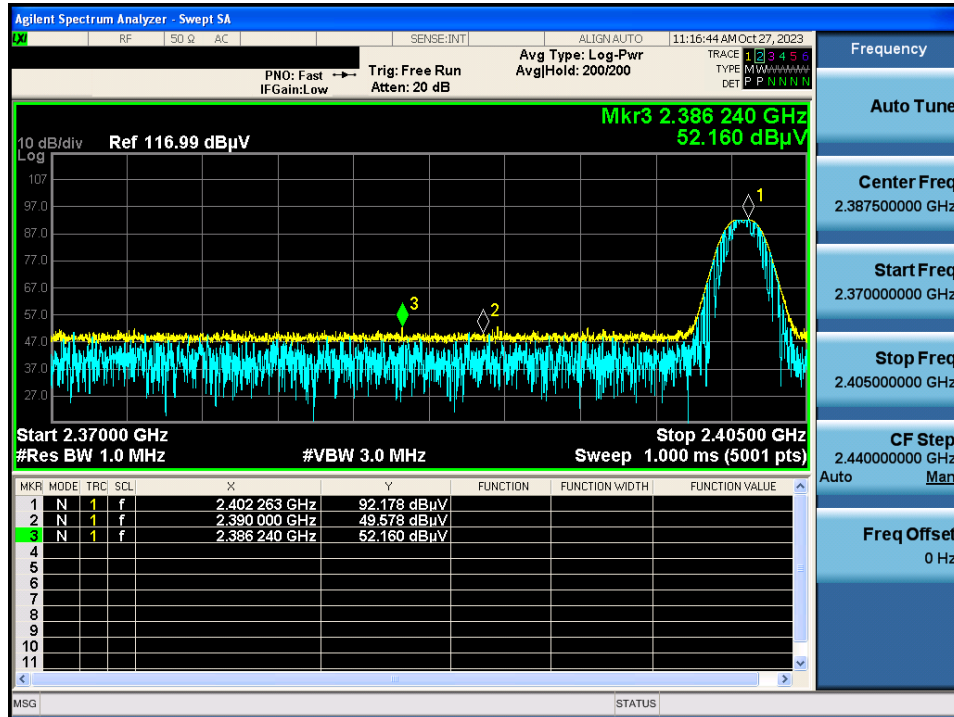 Agilent Spectrum Analyzer - Swept SA
LXI RF 50 Ω AC SENSE:INT ALIGN AUTO 11:16:44 AM Oct 27, 2023
PNO: Fast
IFGain:Low
Trig: Free Run
Atten: 20 dB
Avg Type: Log-Pwr
Avg|Hold: 200/200
TRACE 1 2 3 4 5 6
TYPE M W W W W W
DET P P N N N N
Mkr3 2.386 240 GHz
52.160 dBµV
10 dB/div Ref 116.99 dBµV
Log
107
97.0
87.0
77.0
67.0
57.0
47.0
37.0
27.0
1
2
3
Start 2.37000 GHz Stop 2.40500 GHz
#Res BW 1.0 MHz #VBW 3.0 MHz Sweep 1.000 ms (5001 pts)
MKR MODE TRC SCL X Y FUNCTION FUNCTION WIDTH FUNCTION VALUE
1 N 1 f 2.402 263 GHz 92.178 dBµV
2 N 1 f 2.390 000 GHz 49.578 dBµV
3 N 1 f 2.386 240 GHz 52.160 dBµV
4
5
6
7
8
9
10
11
MSG STATUS
Frequency
Auto Tune
Center Freq
2.387500000 GHz
Start Freq
2.370000000 GHz
Stop Freq
2.405000000 GHz
CF Step
2.440000000 GHz
Auto Man
Freq Offset
0 Hz